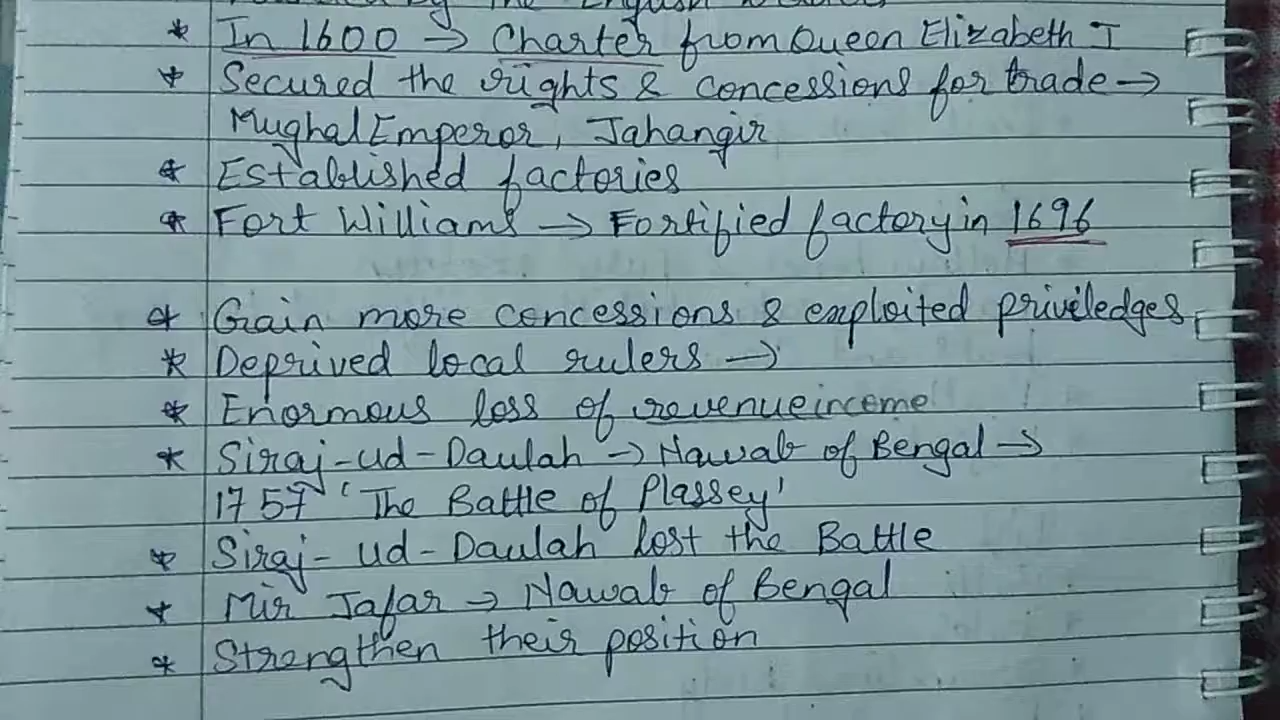 by the English
* In 1600 → Charter from Queen Elizabeth I
* Secured the rights & concessions for trade →
Mughal Emperor, Jahangir
* Established factories
* Fort Williams → Fortified factory in 1696
* Gain more concessions & exploited priviledges
* Deprived local rulers →
* Enormous loss of revenue income
* Siraj-ud-Daulah → Nawab of Bengal →
1757 'The Battle of Plassey'
* Siraj-ud-Daulah lost the Battle
* Mir Jafar → Nawab of Bengal
* Strengthen their position